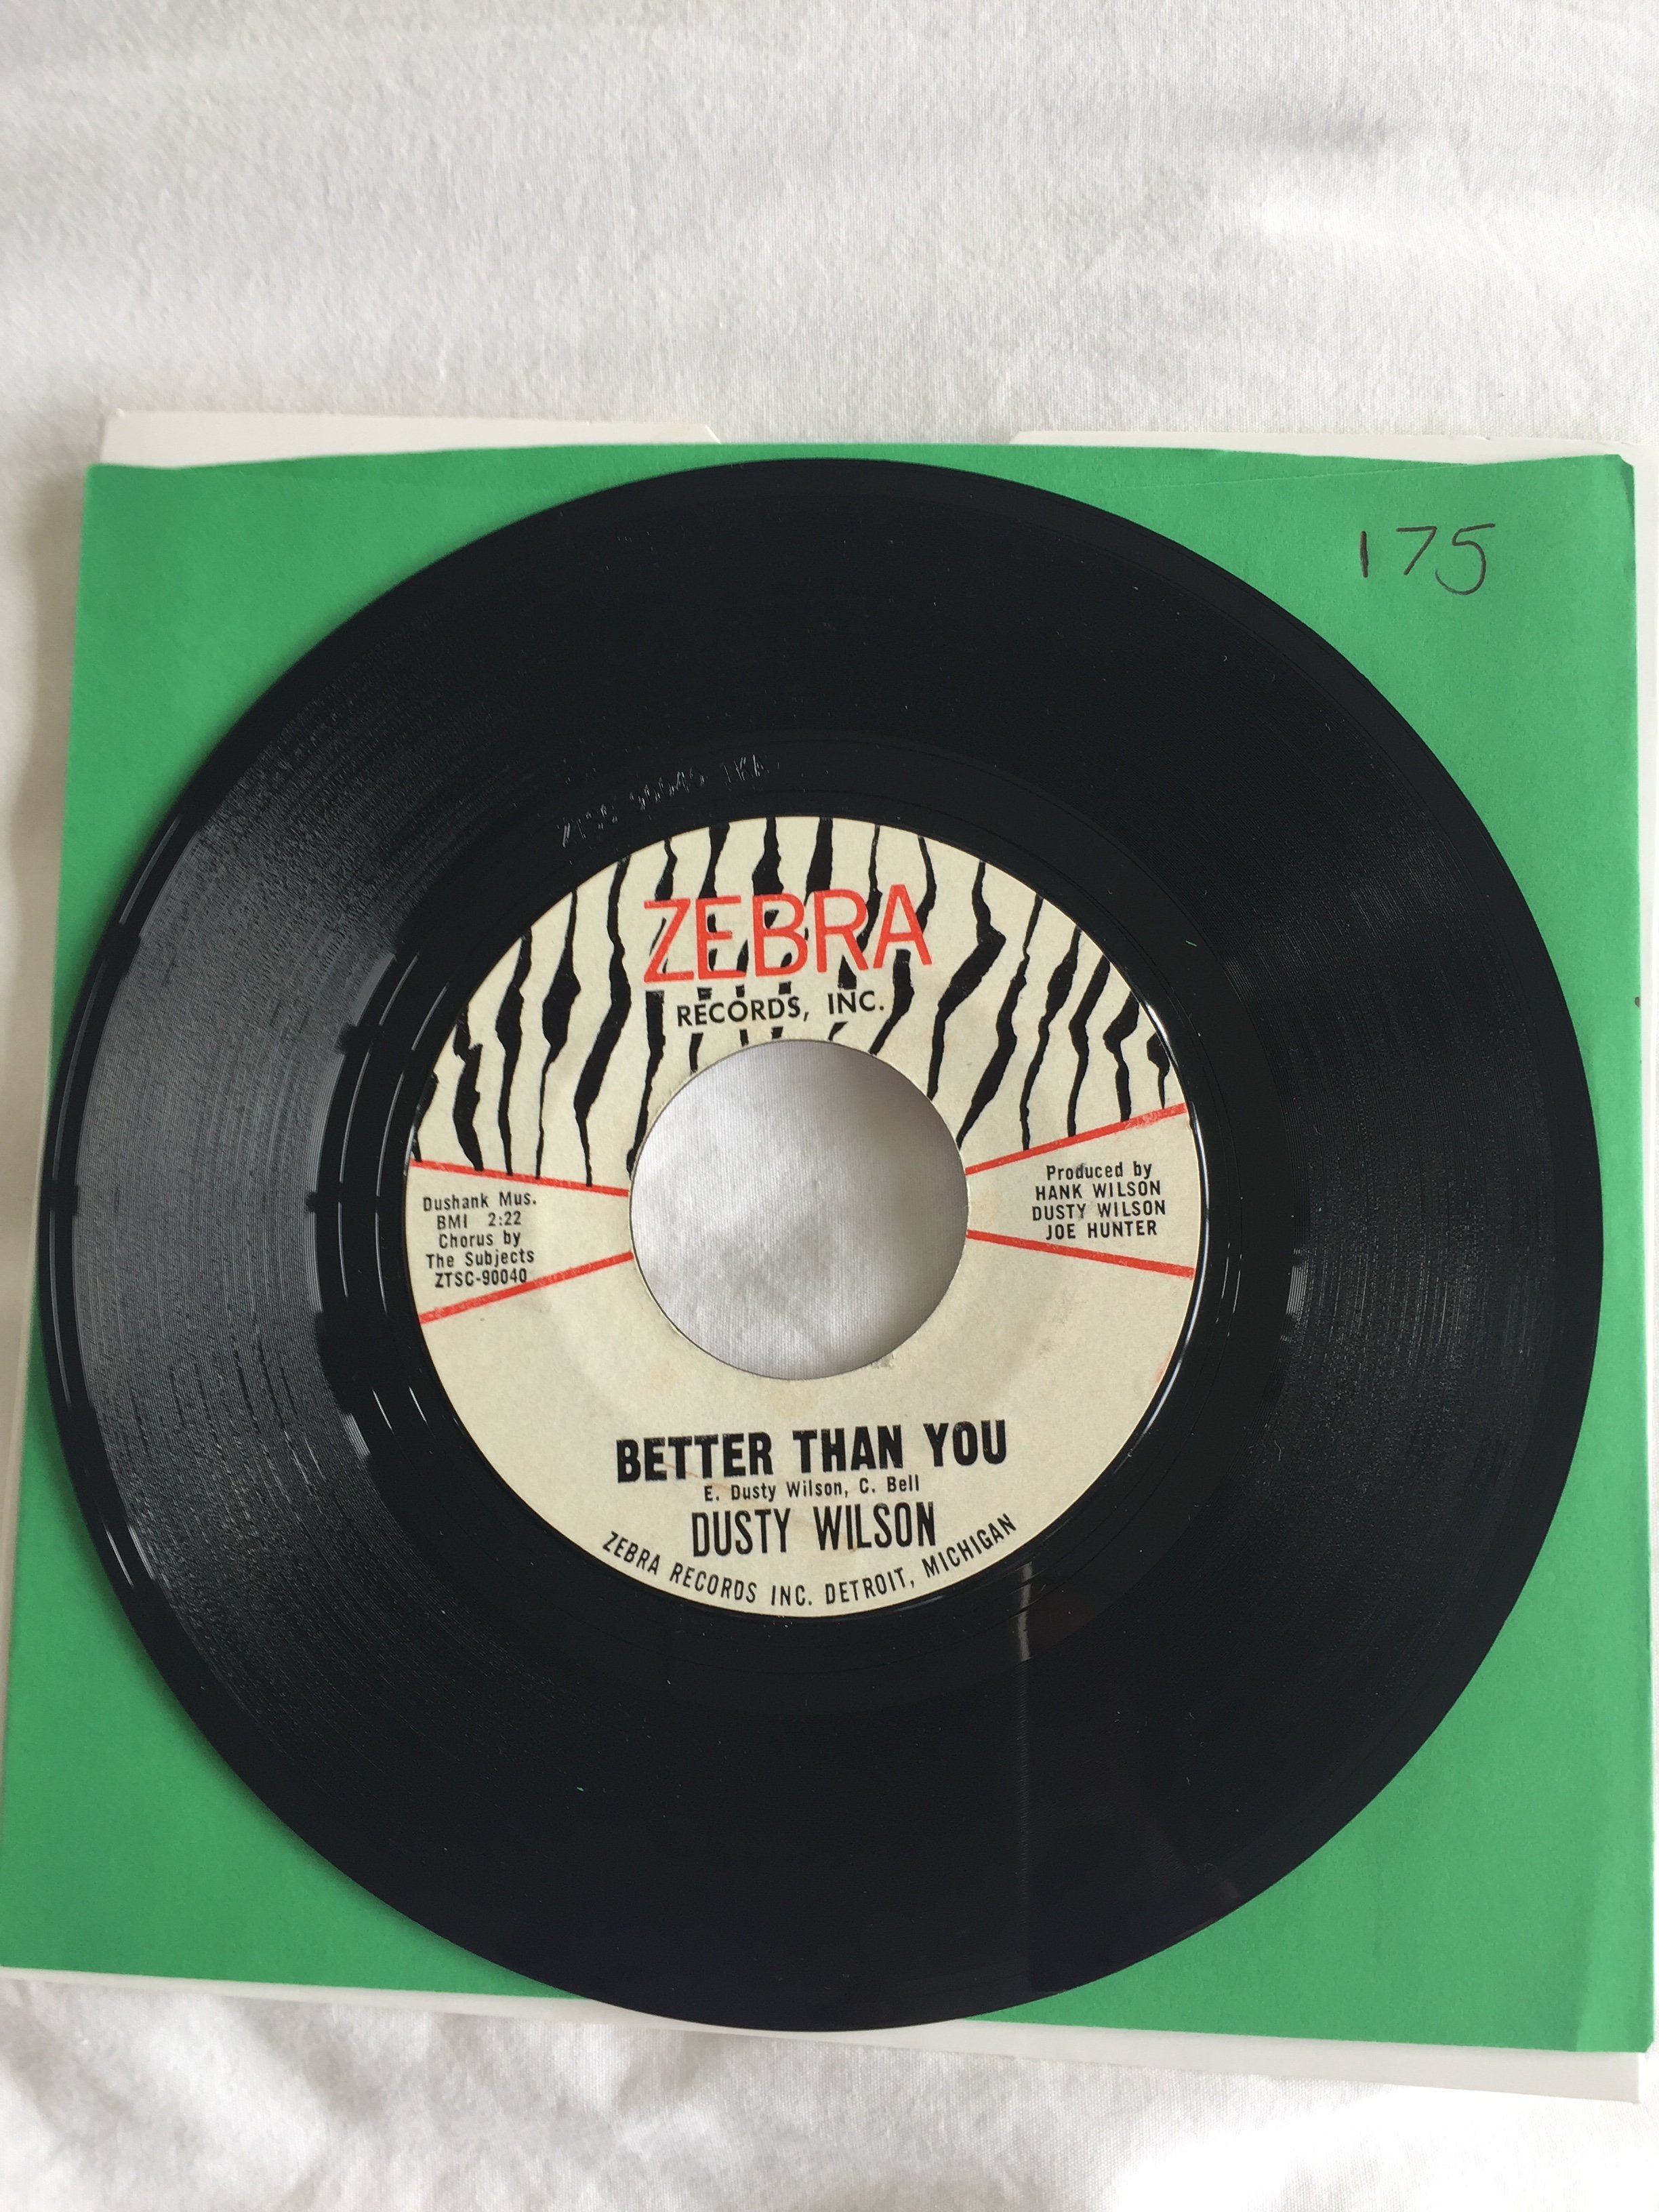 175
ZEBRA
RECORDS, INC.
Dushank Mus.
BMI 2:22
Chorus by
The Subjects
ZTSC-90040
Produced by
HANK WILSON
DUSTY WILSON
JOE HUNTER
BETTER THAN YOU
E. Dusty Wilson, C. Bell
DUSTY WILSON
ZEBRA RECORDS INC. DETROIT, MICHIGAN